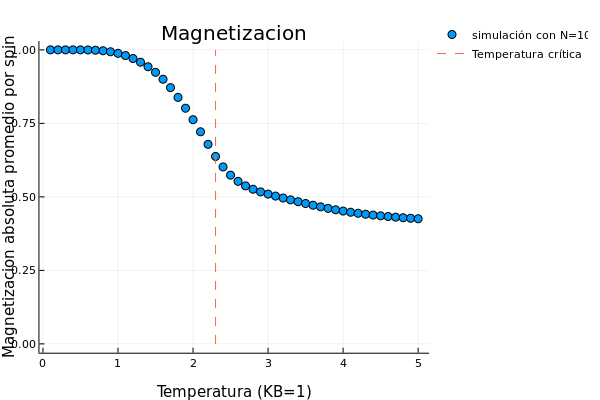 Magnetizacion
simulación con N=10
Temperatura crítica
Magnetizacion absoluta promedio por spin
1.00
0.75
0.50
0.25
0.00
0 1 2 3 4 5
Temperatura (KB=1)